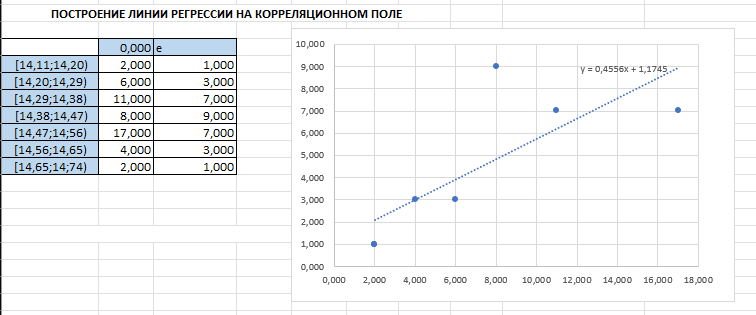 ПОСТРОЕНИЕ ЛИНИИ РЕГРЕССИИ НА КОРРЕЛЯЦИОННОМ ПОЛЕ
0,000 е
[14,11;14,20) 2,000 1,000
[14,20;14,29) 6,000 3,000
[14,29;14,38) 11,000 7,000
[14,38;14,47) 8,000 9,000
[14,47;14;56) 17,000 7,000
[14,56;14,65) 4,000 3,000
[14,65;14;74) 2,000 1,000
10,000
9,000
8,000
7,000
6,000
5,000
4,000
3,000
2,000
1,000
0,000
y = 0,4556x + 1,1745
0,000 2,000 4,000 6,000 8,000 10,000 12,000 14,000 16,000 18,000